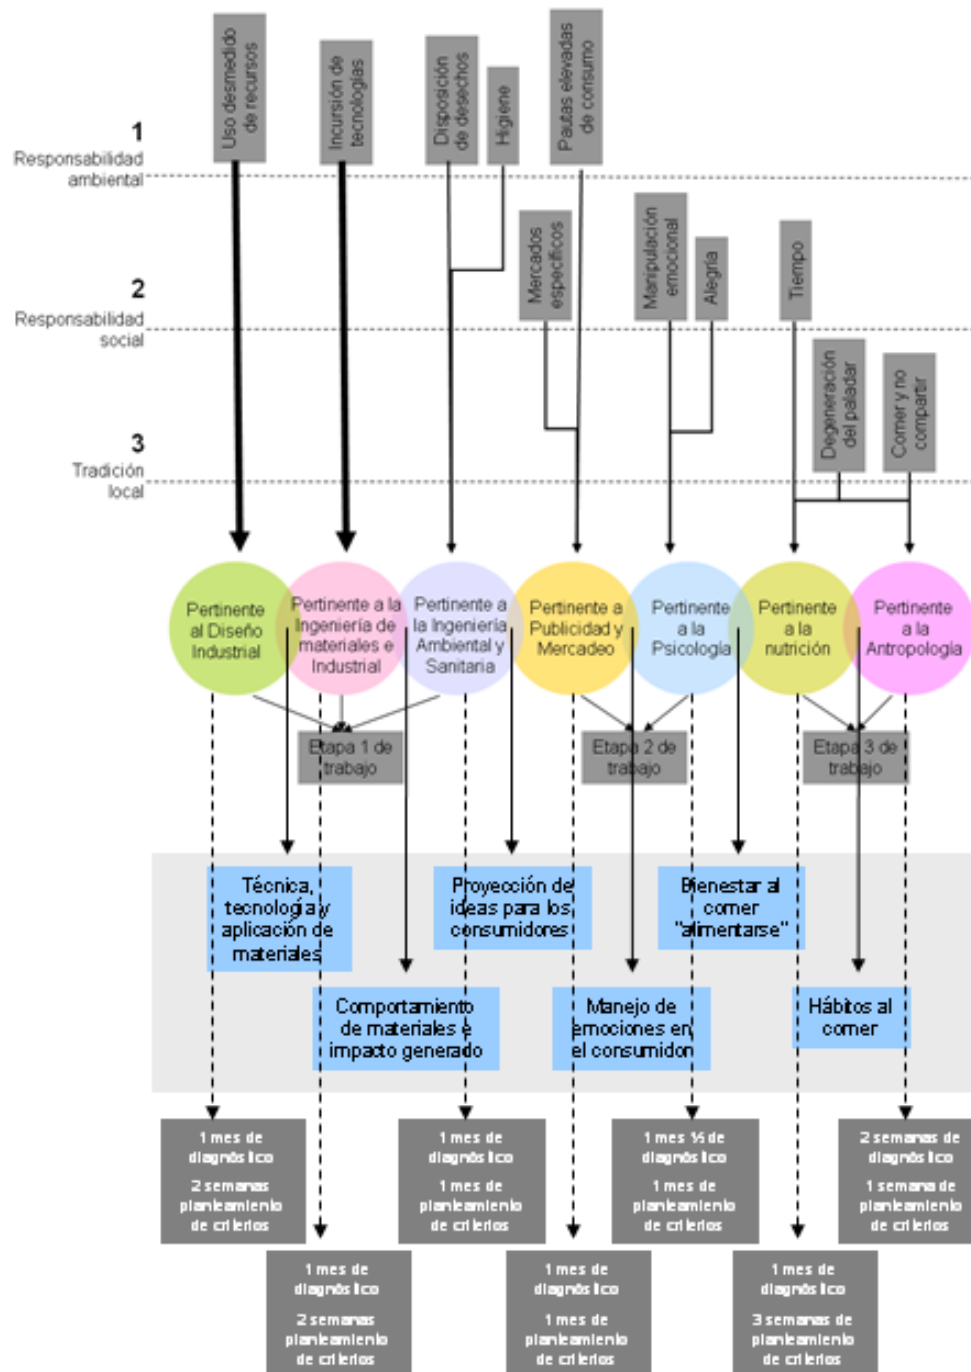 Uso desmedido
de recursos
Incursión de
tecnologías
Disposición
de desechos
Higiene
Pautas elevadas
de consumo
1
Responsabilidad
ambiental
Mercados
específicos
Manipulación
emocional
Alegría
Tiempo
2
Responsabilidad
social
Degeneración
del paladar
Comer y no
compartir
3
Tradición
local
Pertinente
al Diseño
Industrial
Pertinente a la
Ingeniería de
materiales e
Industrial
Pertinente a
la Ingeniería
Ambiental y
Sanitaria
Pertinente a
Publicidad y
Mercadeo
Pertinente
a la
Psicología
Pertinente
a la
nutrición
Pertinente
a la
Antropología
Etapa 1 de
trabajo
Etapa 2 de
trabajo
Etapa 3 de
trabajo
Técnica,
tecnología y
aplicación de
materiales
Proyección de
ideas para los
consumidores
Bienestar al
comer
"alimentarse"
Comportamiento
de materiales e
impacto generado
Manejo de
emociones en
el consumidor
Hábitos al
comer
1 mes de
diagnóstico
2 semanas
planteamiento
de criterios
1 mes de
diagnóstico
1 mes de
planteamiento
de criterios
1 mes ½ de
diagnóstico
1 mes de
planteamiento
de criterios
2 semanas de
diagnóstico
1 semana de
planteamiento
de criterios
1 mes de
diagnóstico
2 semanas
planteamiento
de criterios
1 mes de
diagnóstico
1 mes de
planteamiento
de criterios
1 mes de
diagnóstico
3 semanas de
planteamiento
de criterios